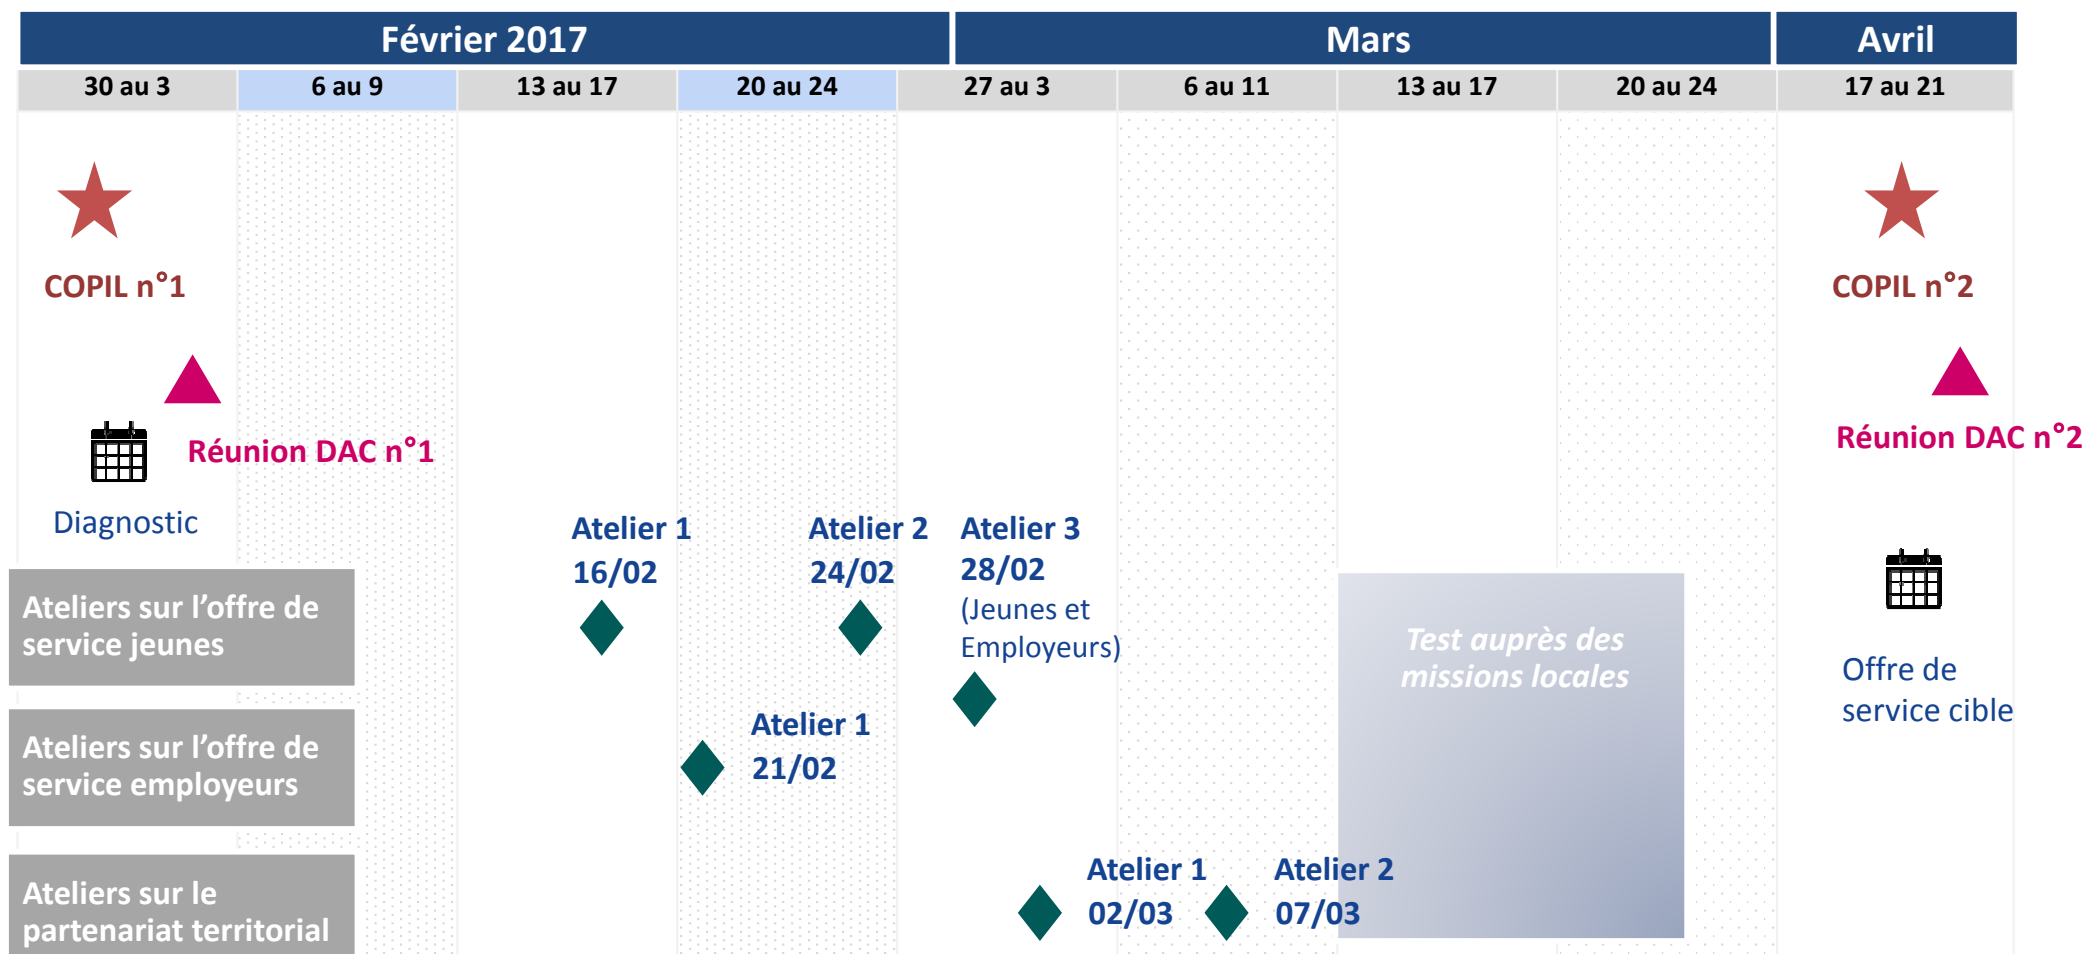 Février 2017
Mars
Avril
30 au 3
6 au 9
13 au 17
20 au 24
27 au 3
6 au 11
13 au 17
20 au 24
17 au 21
COPIL n°1
COPIL n°2
Réunion DAC n°1
Réunion DAC n°2
Diagnostic
Atelier 1
16/02
Atelier 2
24/02
Atelier 3
28/02
(Jeunes et
Employeurs)
Ateliers sur l’offre de
service jeunes
Test auprès des
missions locales
Offre de
service cible
Ateliers sur l’offre de
service employeurs
Atelier 1
21/02
Ateliers sur le
partenariat territorial
Atelier 1
02/03
Atelier 2
07/03